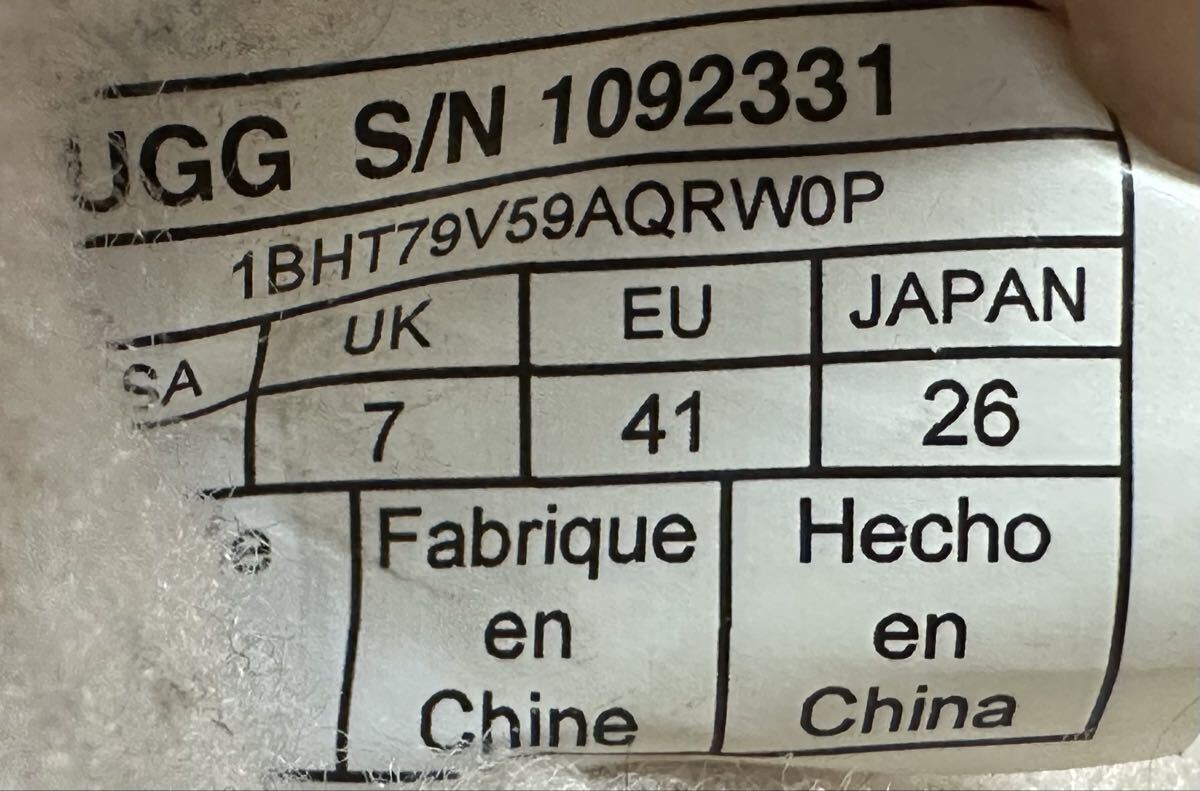 UGG S/N 1092331
1BHT79V59AQRW0P
SA UK EU JAPAN
7 41 26
e Fabrique Hecho
en en
Chine China